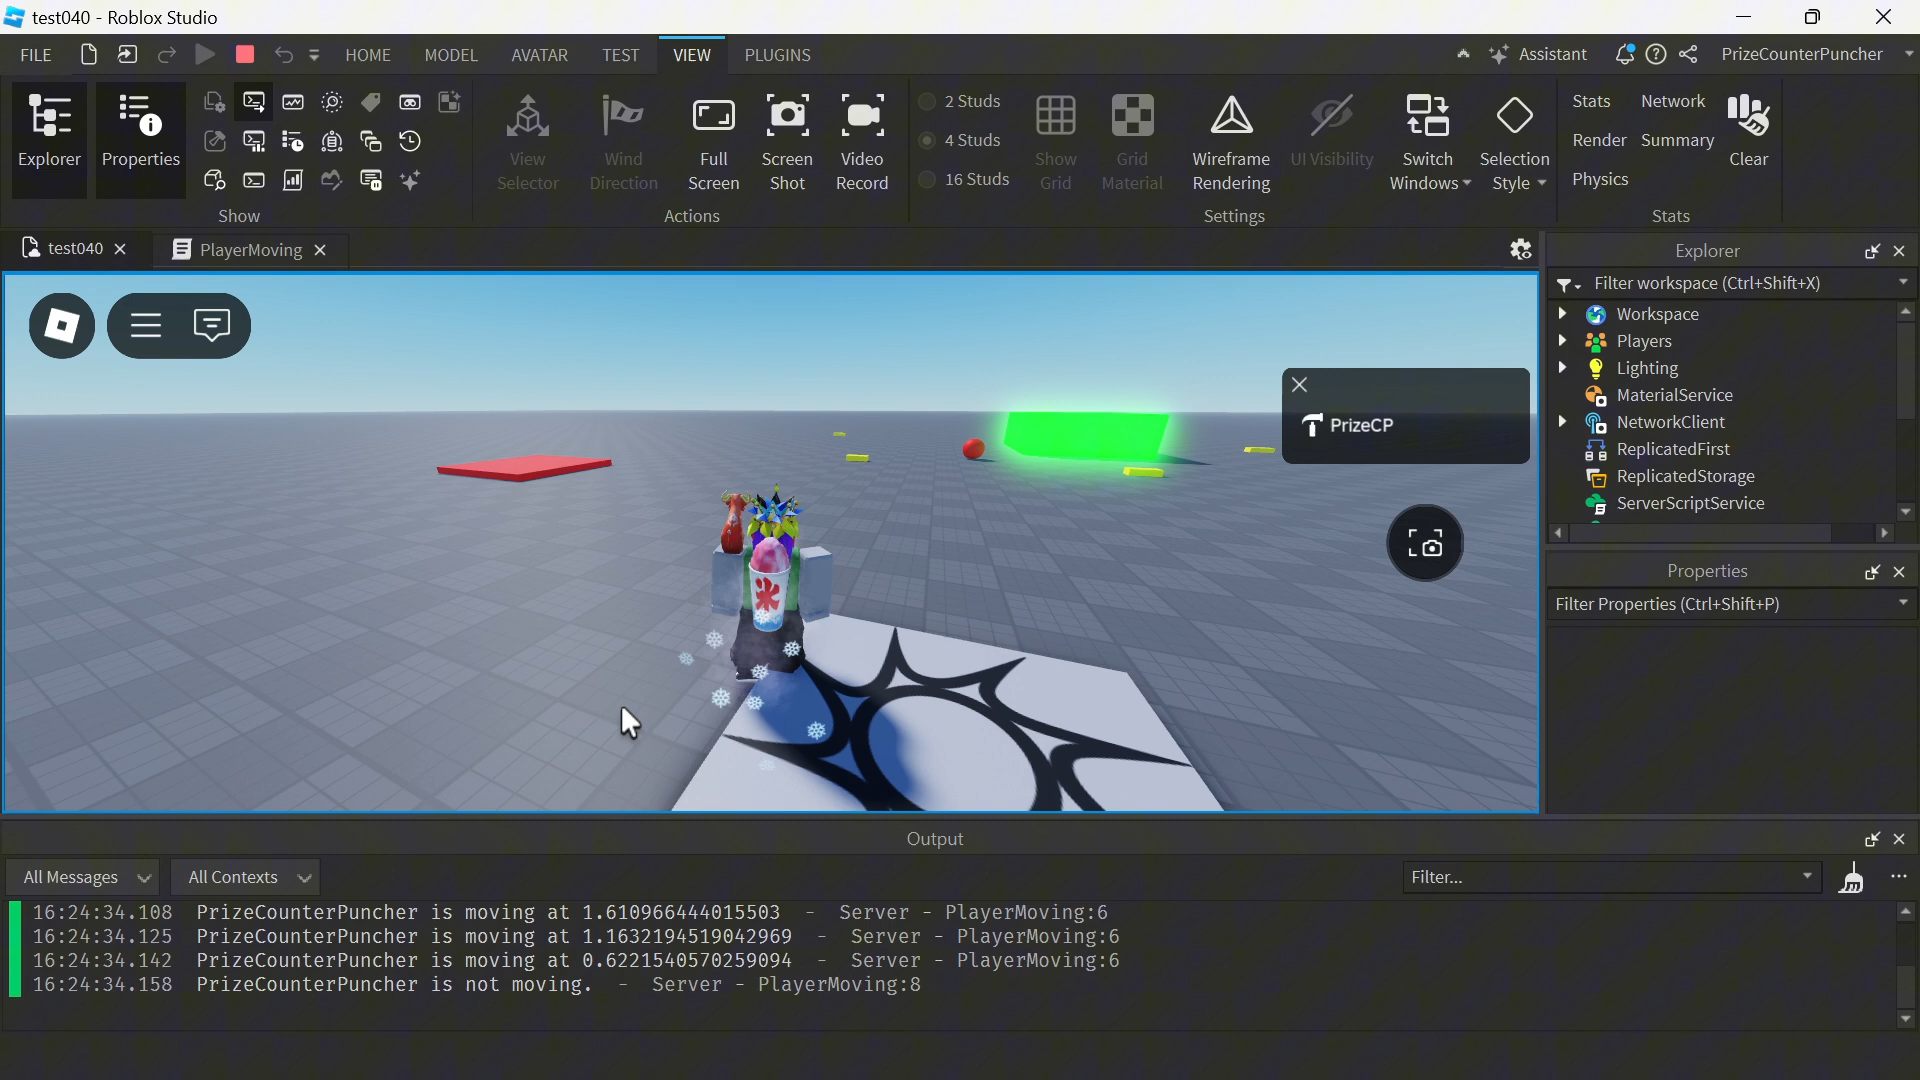 test040 - Roblox Studio
FILE HOME MODEL AVATAR TEST VIEW PLUGINS Assistant PrizeCounterPuncher
Explorer Properties
Show
View Selector
Wind Direction
Full Screen
Screen Shot
Video Record
Actions
2 Studs
4 Studs
16 Studs
Show Grid
Grid Material
Wireframe Rendering
UI Visibility
Switch Windows
Selection Style
Settings
Stats Network
Render Summary
Physics
Clear
Stats
test040 PlayerMoving
Explorer
Filter workspace (Ctrl+Shift+X)
Workspace
Players
Lighting
MaterialService
NetworkClient
ReplicatedFirst
ReplicatedStorage
ServerScriptService
PrizeCP
氷
Properties
Filter Properties (Ctrl+Shift+P)
Output
All Messages All Contexts Filter...
16:24:34.108 PrizeCounterPuncher is moving at 1.610966444015503 - Server - PlayerMoving:6
16:24:34.125 PrizeCounterPuncher is moving at 1.1632194519042969 - Server - PlayerMoving:6
16:24:34.142 PrizeCounterPuncher is moving at 0.6221540570259094 - Server - PlayerMoving:6
16:24:34.158 PrizeCounterPuncher is not moving. - Server - PlayerMoving:8